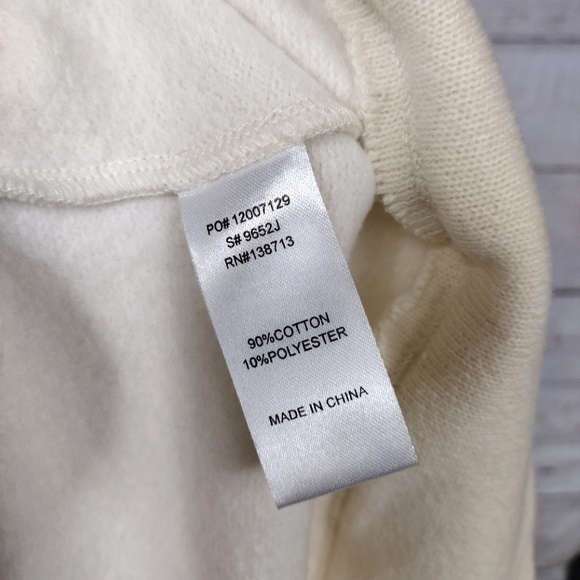 PO# 12007129
S# 9652J
RN#138713
90%COTTON
10%POLYESTER
MADE IN CHINA